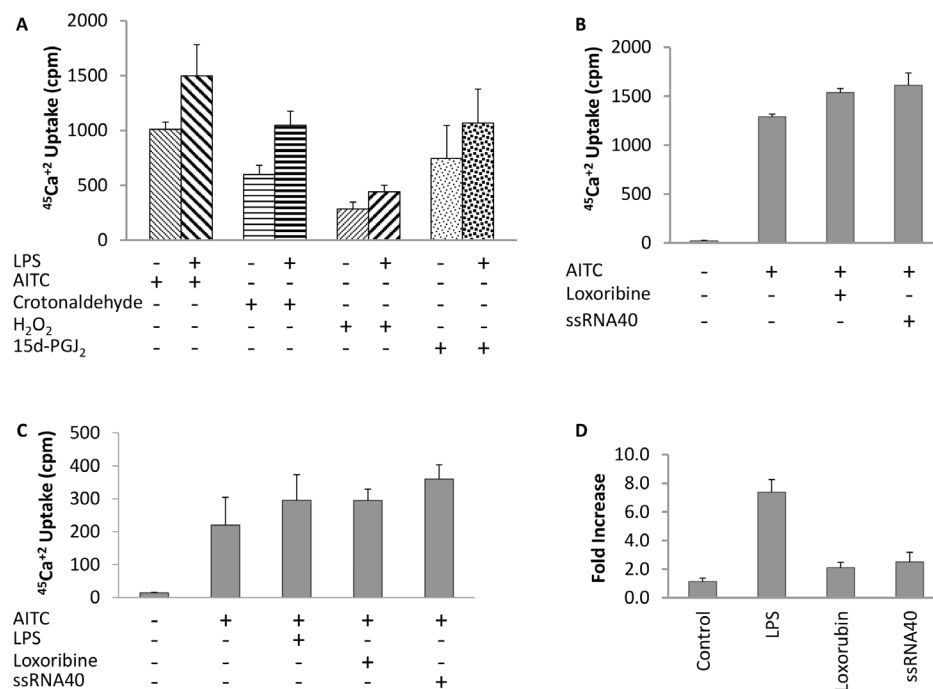 A
⁴⁵Ca⁺² Uptake (cpm)
2000
1500
1000
500
0
LPS - + - + - + - +
AITC + + - - - - - -
Crotonaldehyde - - + + - - - -
H₂O₂ - - - - + + - -
15d-PGJ₂ - - - - - - + +
B
⁴⁵Ca⁺² Uptake (cpm)
2000
1500
1000
500
0
AITC - + + +
Loxoribine - - + -
ssRNA40 - - - +
C
⁴⁵Ca⁺² Uptake (cpm)
500
400
300
200
100
0
AITC - + + + +
LPS - - + - -
Loxoribine - - - + -
ssRNA40 - - - - +
D
Fold Increase
10.0
8.0
6.0
4.0
2.0
0.0
Control
LPS
Loxorubin
ssRNA40